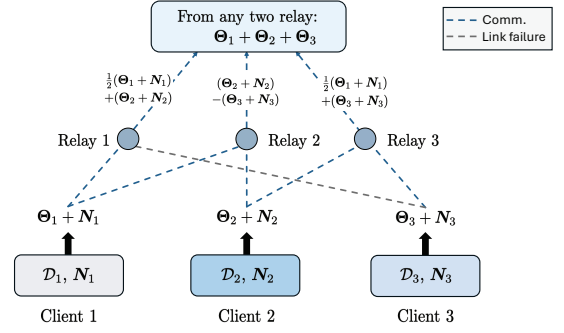 From any two relay:
Θ₁ + Θ₂ + Θ₃
Comm.
Link failure
½(Θ₁ + N₁)
+(Θ₂ + N₂)
(Θ₂ + N₂)
−(Θ₃ + N₃)
½(Θ₁ + N₁)
+(Θ₃ + N₃)
Relay 1
Relay 2
Relay 3
Θ₁ + N₁
Θ₂ + N₂
Θ₃ + N₃
𝒟₁, N₁
𝒟₂, N₂
𝒟₃, N₃
Client 1
Client 2
Client 3